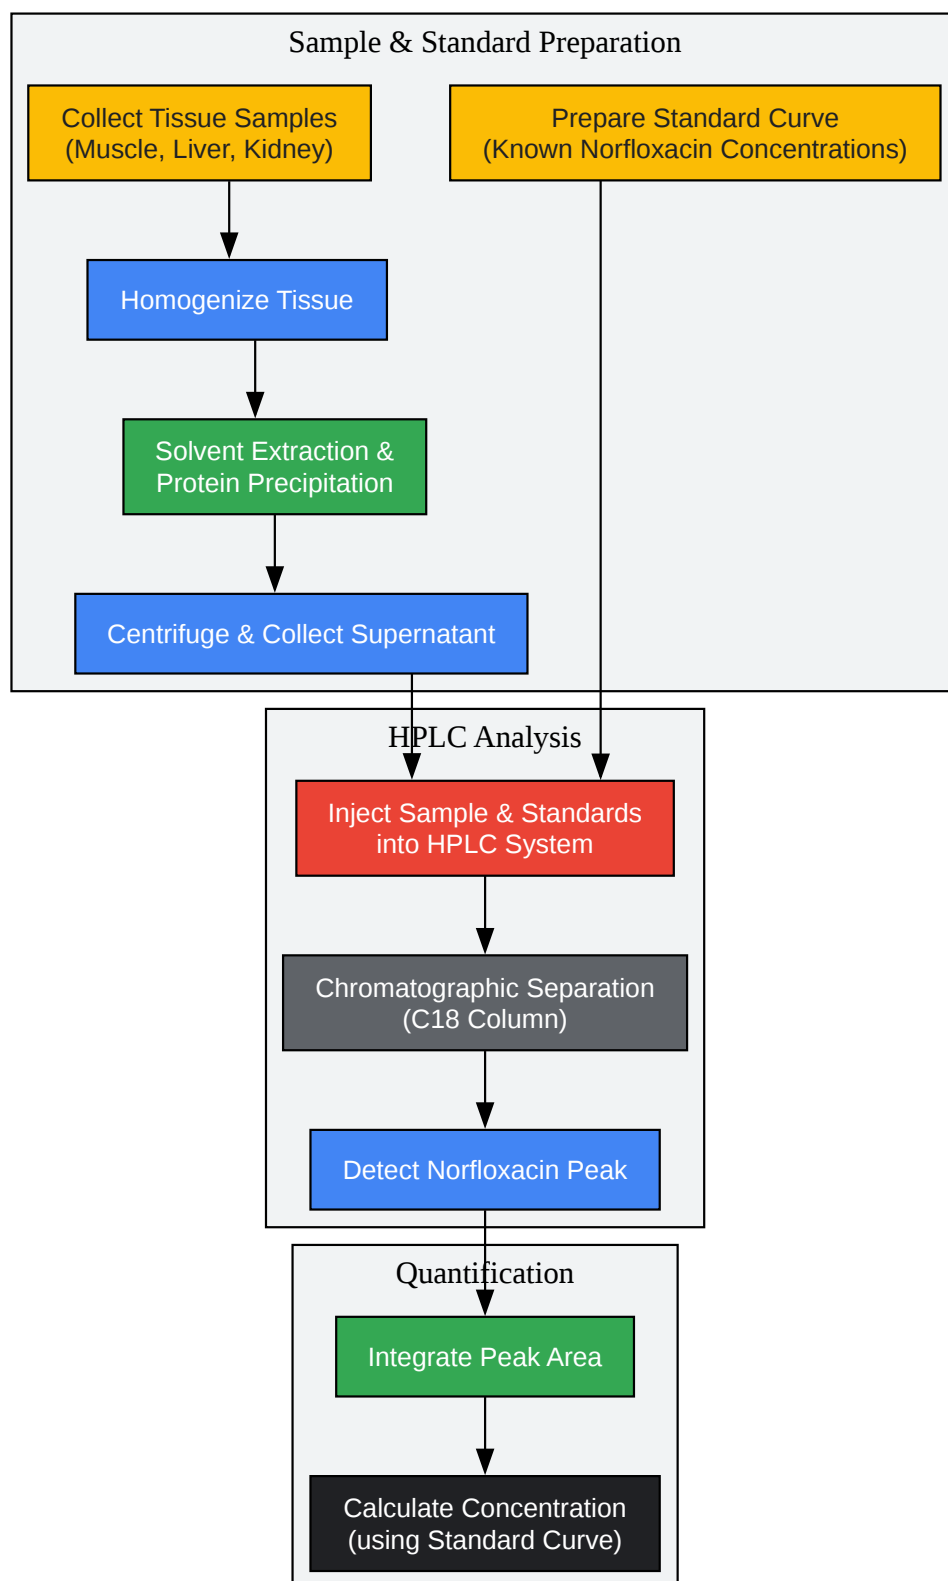 Sample & Standard Preparation
Collect Tissue Samples
(Muscle, Liver, Kidney)
Prepare Standard Curve
(Known Norfloxacin Concentrations)
Homogenize Tissue
Solvent Extraction &
Protein Precipitation
Centrifuge & Collect Supernatant
HPLC Analysis
Inject Sample & Standards
into HPLC System
Chromatographic Separation
(C18 Column)
Detect Norfloxacin Peak
Quantification
Integrate Peak Area
Calculate Concentration
(using Standard Curve)